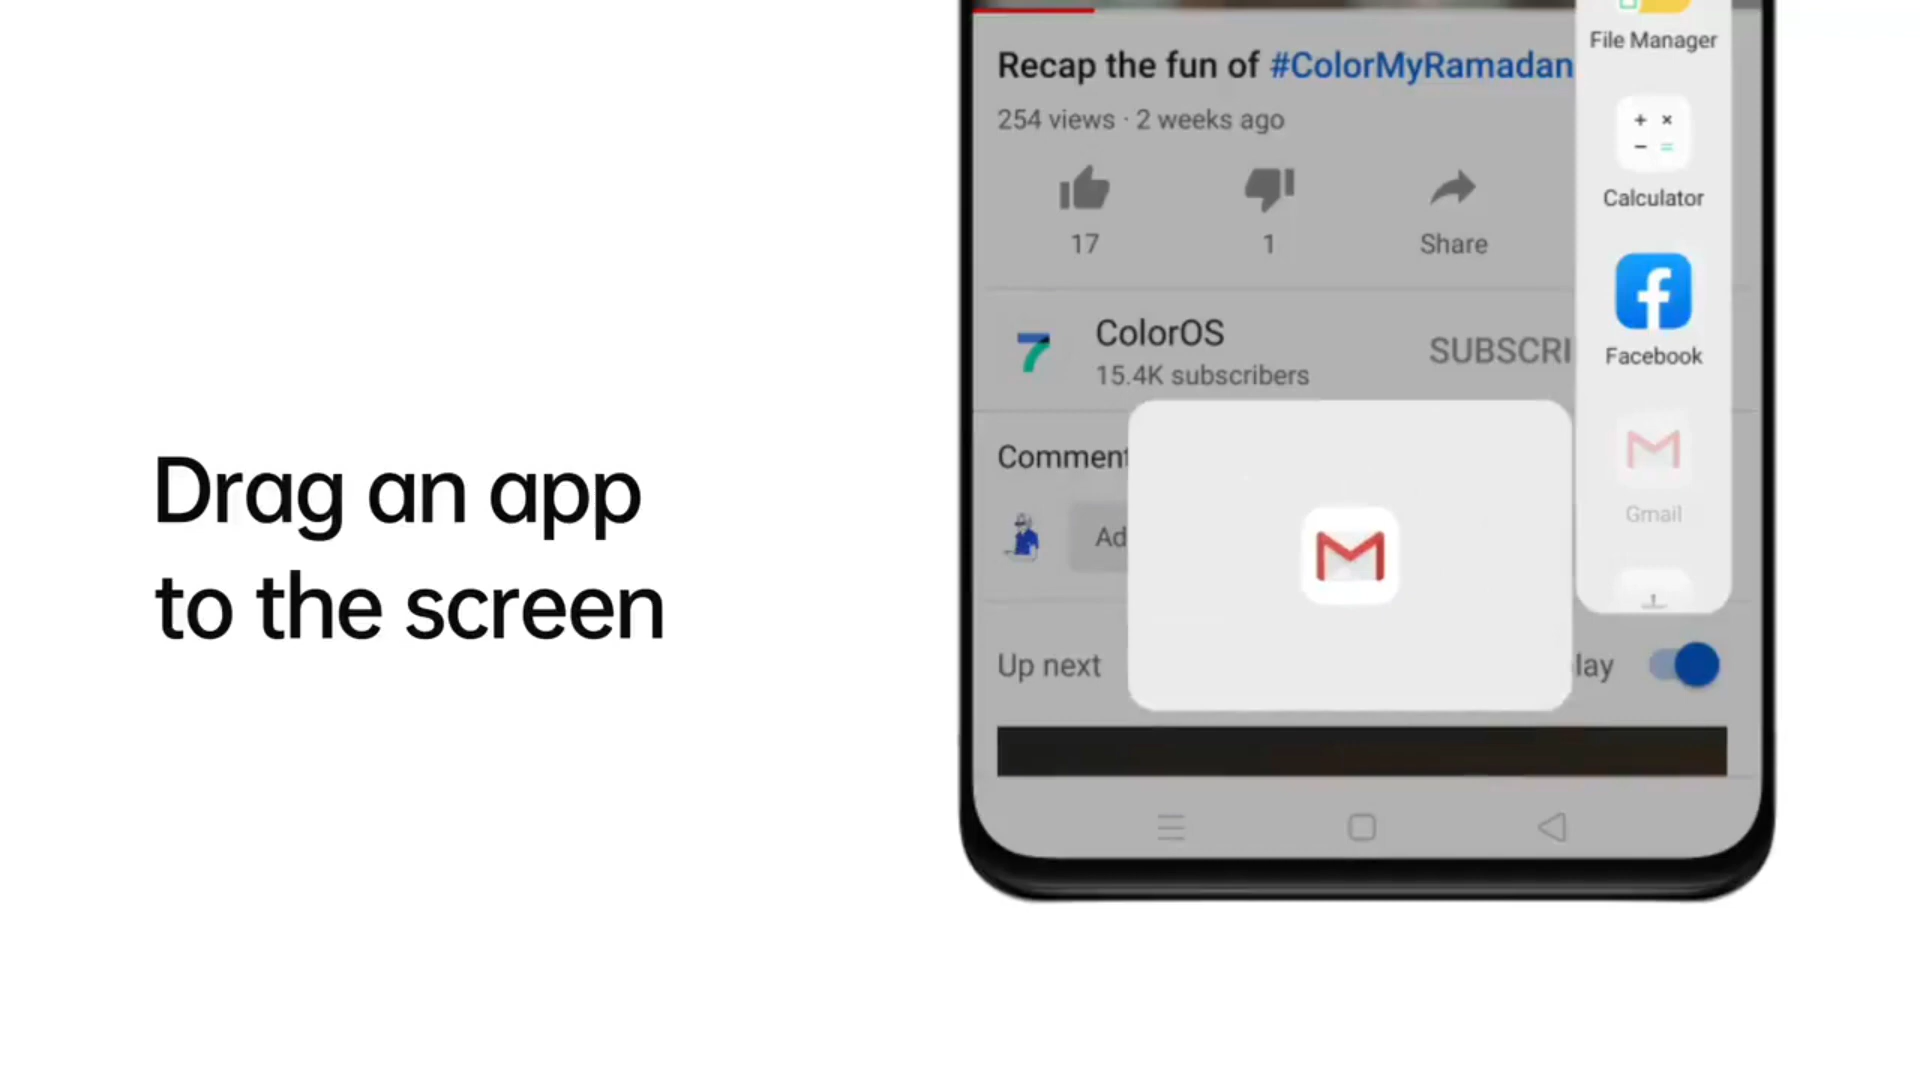 Drag an app
to the screen
File Manager
Recap the fun of #ColorMyRamadan
254 views · 2 weeks ago
Calculator
17
1
Share
Facebook
7
ColorOS
15.4K subscribers
SUBSCRI
Gmail
Comment
Ad
Up next
lay